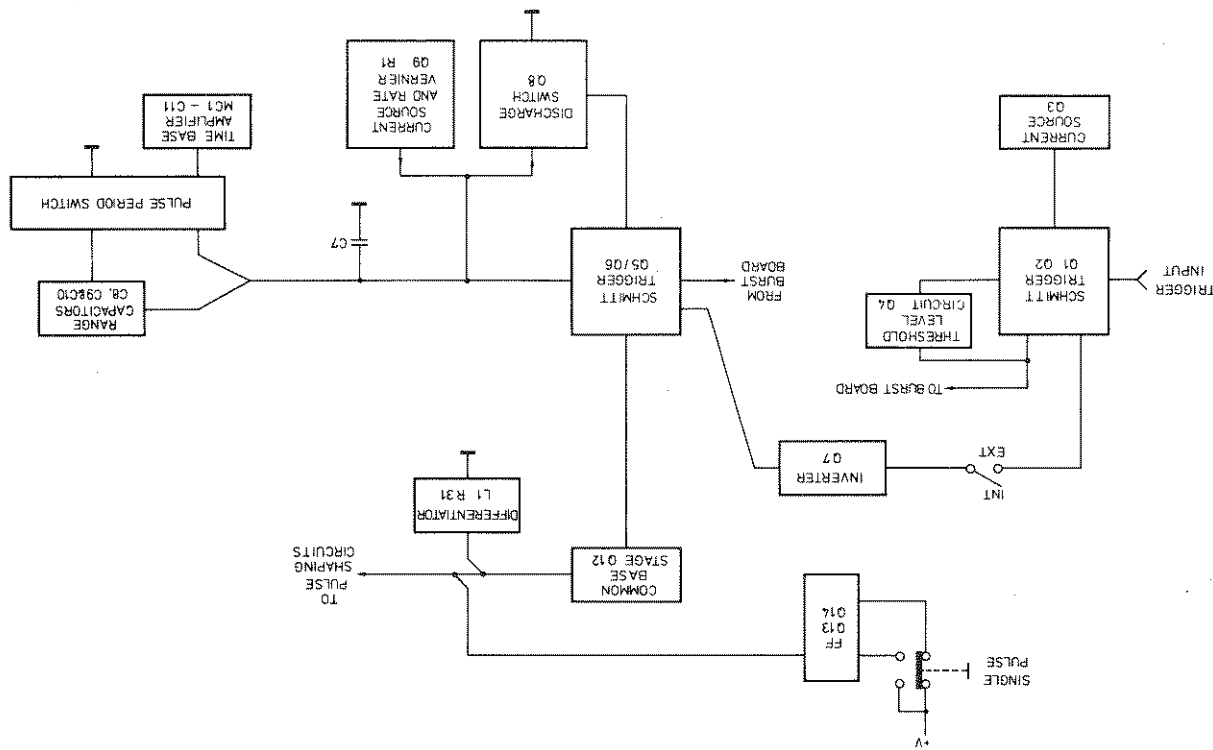 +V
SINGLE
PULSE
FF
Q13
Q14
TO
PULSE
SHAPING
CIRCUITS
COMMON
BASE
STAGE Q12
DIFFERENTIATOR
L1 R31
INT
EXT
INVERTER
Q7
TO BURST BOARD
THRESHOLD
LEVEL
CIRCUIT Q4
TRIGGER
INPUT
SCHMITT
TRIGGER
Q1 Q2
FROM
BURST
BOARD
SCHMITT
TRIGGER
Q5/Q6
C7
RANGE
CAPACITORS
C8, C9&C10
PULSE PERIOD SWITCH
CURRENT
SOURCE
Q3
DISCHARGE
SWITCH
Q8
CURRENT
SOURCE
AND RATE
VERNIER
Q9 R1
TIME BASE
AMPLIFIER
MC1 - C11